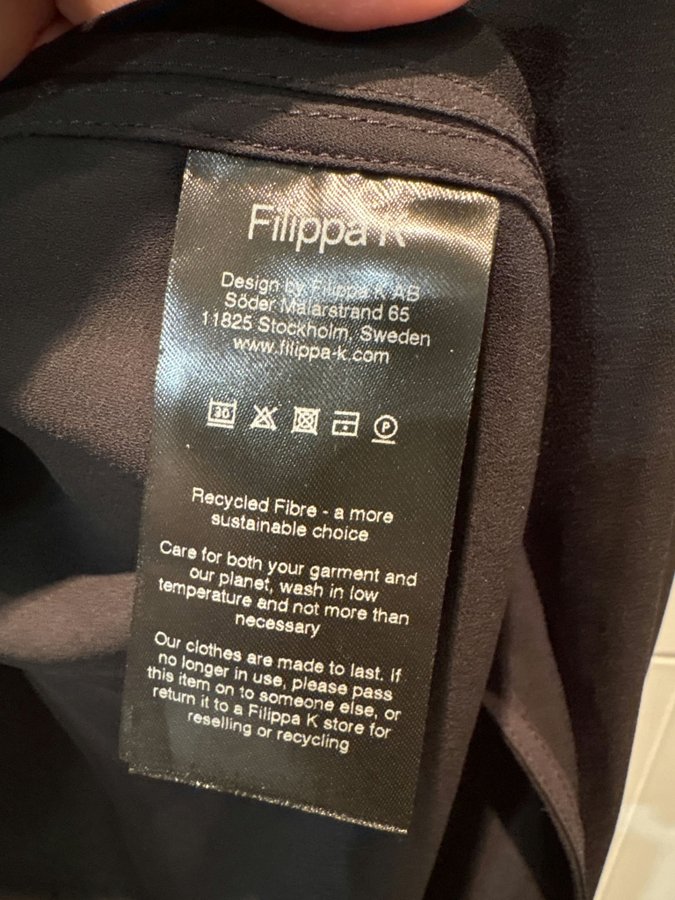 Filippa K
Design by Filippa K AB
Söder Mälarstrand 65
11825 Stockholm, Sweden
www.filippa-k.com
30
P
Recycled Fibre - a more
sustainable choice
Care for both your garment and
our planet, wash in low
temperature and not more than
necessary
Our clothes are made to last. If
no longer in use, please pass
this item on to someone else, or
return it to a Filippa K store for
reselling or recycling